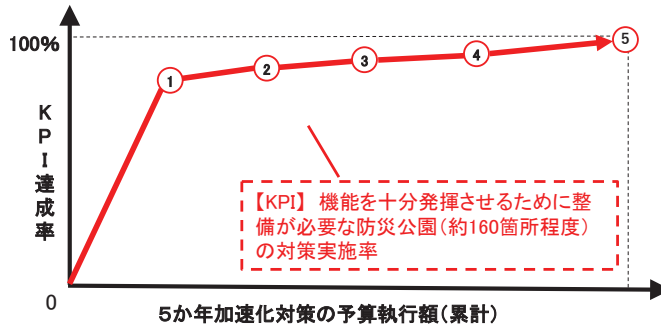 100%
KPI達成率
0
1
2
3
4
5
【KPI】 機能を十分発揮させるために整
備が必要な防災公園(約160箇所程度)
の対策実施率
5か年加速化対策の予算執行額(累計)